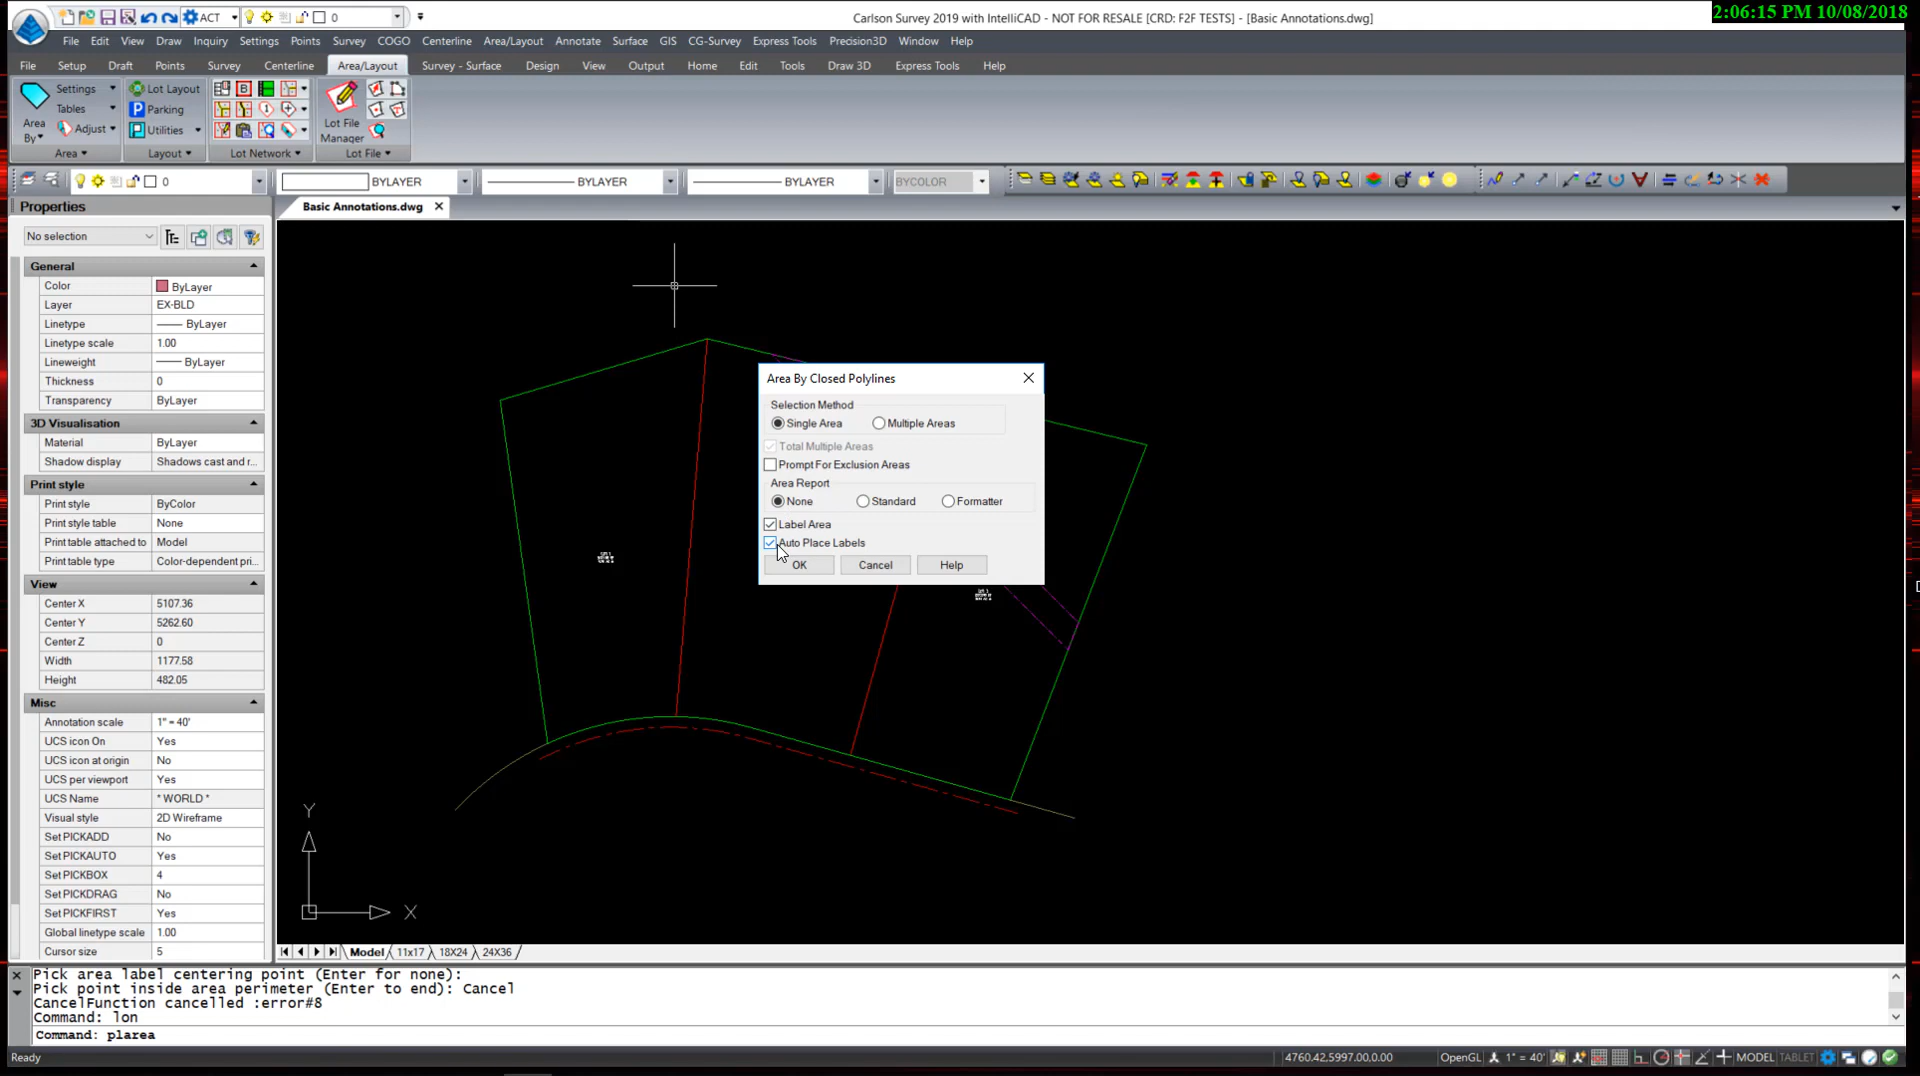 2:06:15 PM 10/08/2018
ACT
0
Carlson Survey 2019 with IntelliCAD - NOT FOR RESALE [CRD: F2F TESTS] - [Basic Annotations.dwg]
File Edit View Draw Inquiry Settings Points Survey COGO Centerline Area/Layout Annotate Surface GIS CG-Survey Express Tools Precision3D Window Help
File Setup Draft Points Survey Centerline Area/Layout Survey - Surface Design View Output Home Edit Tools Draw 3D Express Tools Help
Area By
Settings
Tables
Adjust
Area
Lot Layout
Parking
Utilities
Layout
Lot Network
Lot File Manager
Lot File
0 BYLAYER BYLAYER BYLAYER BYCOLOR
Properties
Basic Annotations.dwg
No selection
General
Color ByLayer
Layer EX-BLD
Linetype ByLayer
Linetype scale 1.00
Lineweight ByLayer
Thickness 0
Transparency ByLayer
3D Visualisation
Material ByLayer
Shadow display Shadows cast and r...
Print style
Print style ByColor
Print style table None
Print table attached to Model
Print table type Color-dependent pri...
View
Center X 5107.36
Center Y 5262.60
Center Z 0
Width 1177.58
Height 482.05
Misc
Annotation scale 1" = 40'
UCS icon On Yes
UCS icon at origin No
UCS per viewport Yes
UCS Name * WORLD *
Visual style 2D Wireframe
Set PICKADD No
Set PICKAUTO Yes
Set PICKBOX 4
Set PICKDRAG No
Set PICKFIRST Yes
Global linetype scale 1.00
Cursor size 5
Area By Closed Polylines
Selection Method
Single Area Multiple Areas
Total Multiple Areas
Prompt For Exclusion Areas
Area Report
None Standard Formatter
Label Area
Auto Place Labels
OK Cancel Help
Y
X
Model 11x17 18X24 24X36
Pick area label centering point (Enter for none):
Pick point inside area perimeter (Enter to end): Cancel
CancelFunction cancelled :error#8
Command: lon
Command: plarea
Ready
4760.42,5997.00,0.00 OpenGL 1" = 40' MODEL TABLET